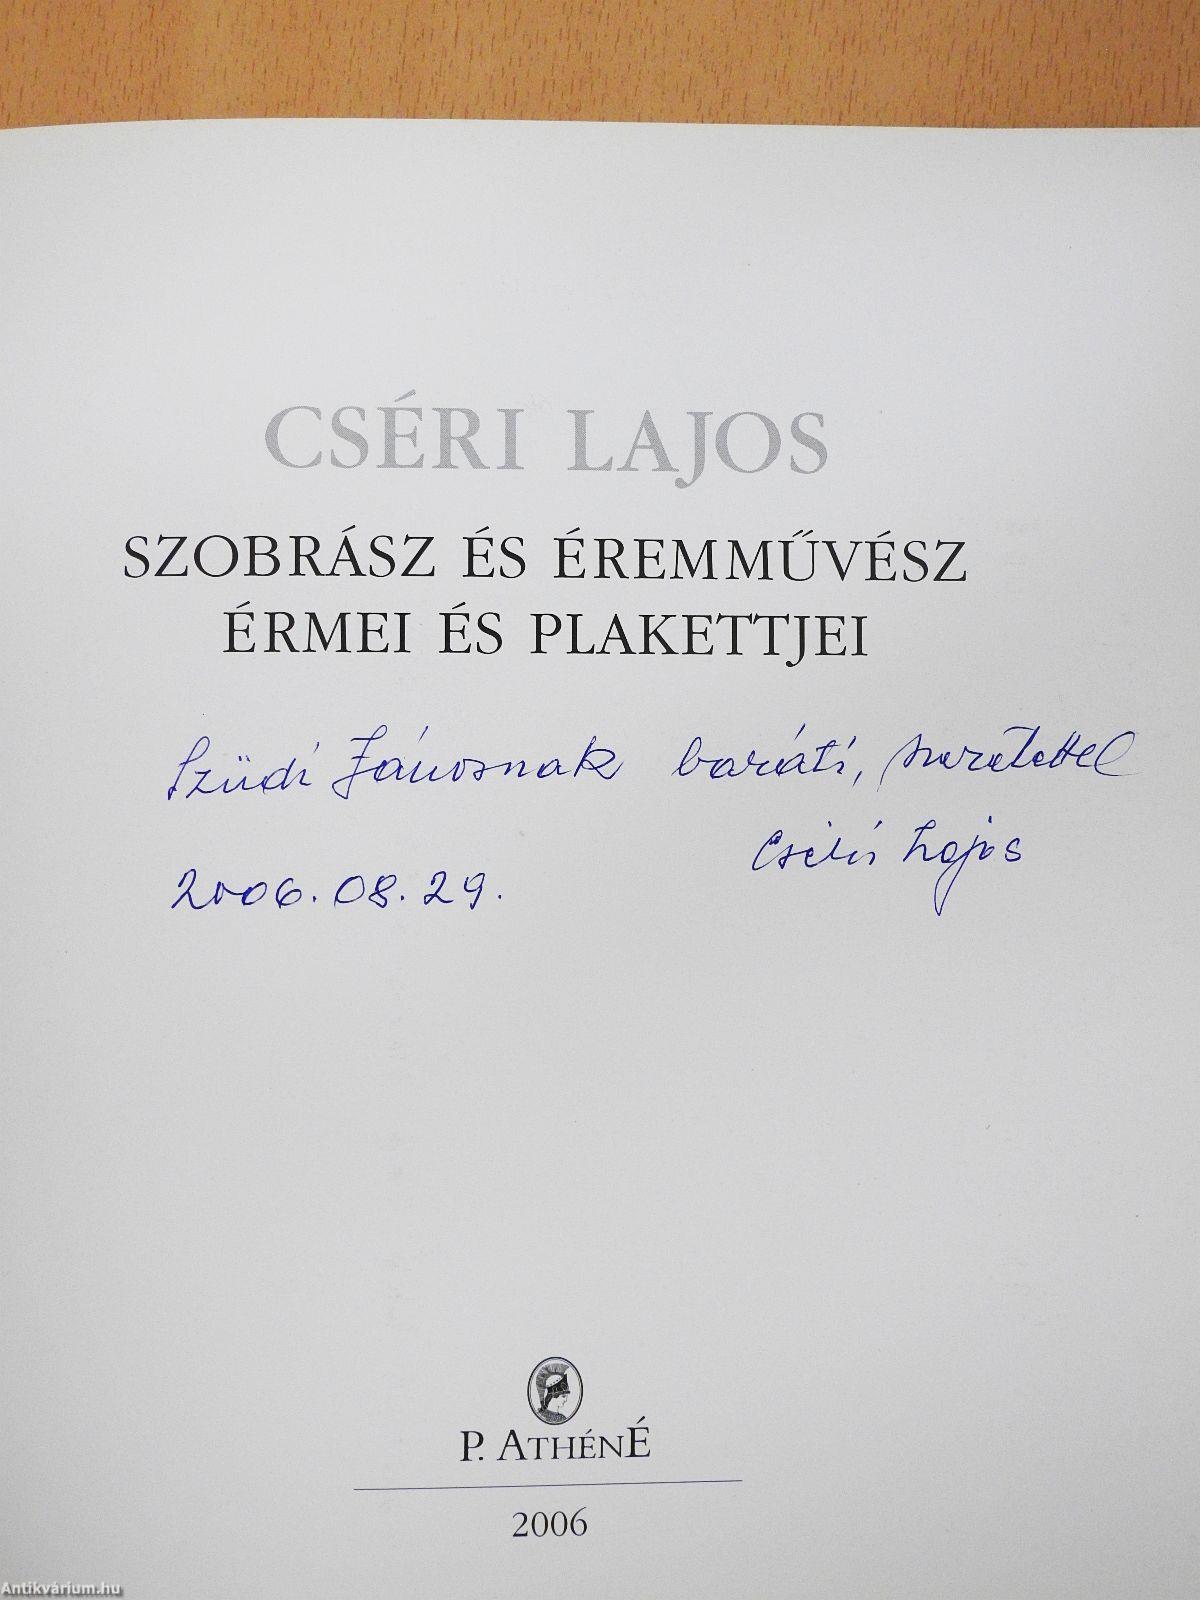 CSÉRI LAJOS
SZOBRÁSZ ÉS ÉREMMŰVÉSZ
ÉRMEI ÉS PLAKETTJEI
Szüdi Jánosnak baráti, szeretettel
Cséri Lajos
2006.08.29.
P. ATHÉNÉ
2006
Antikvárium.hu